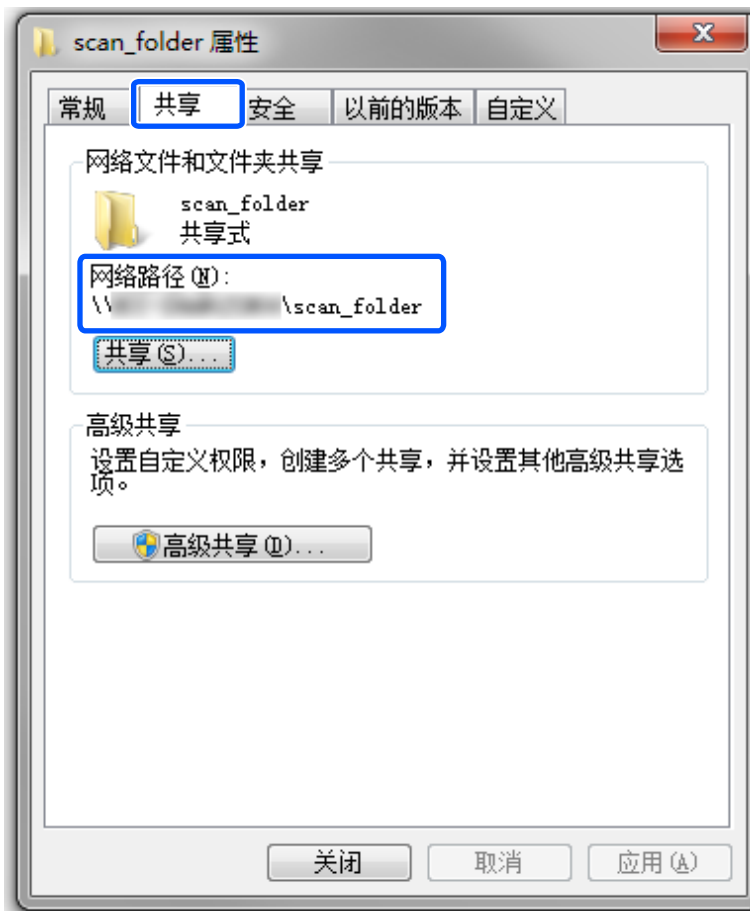 scan_folder 属性
常规 共享 安全 以前的版本 自定义
网络文件和文件夹共享
scan_folder
共享式
网络路径(N):
\\ \scan_folder
共享(S)...
高级共享
设置自定义权限，创建多个共享，并设置其他高级共享选
项。
高级共享(D)...
关闭 取消 应用(A)